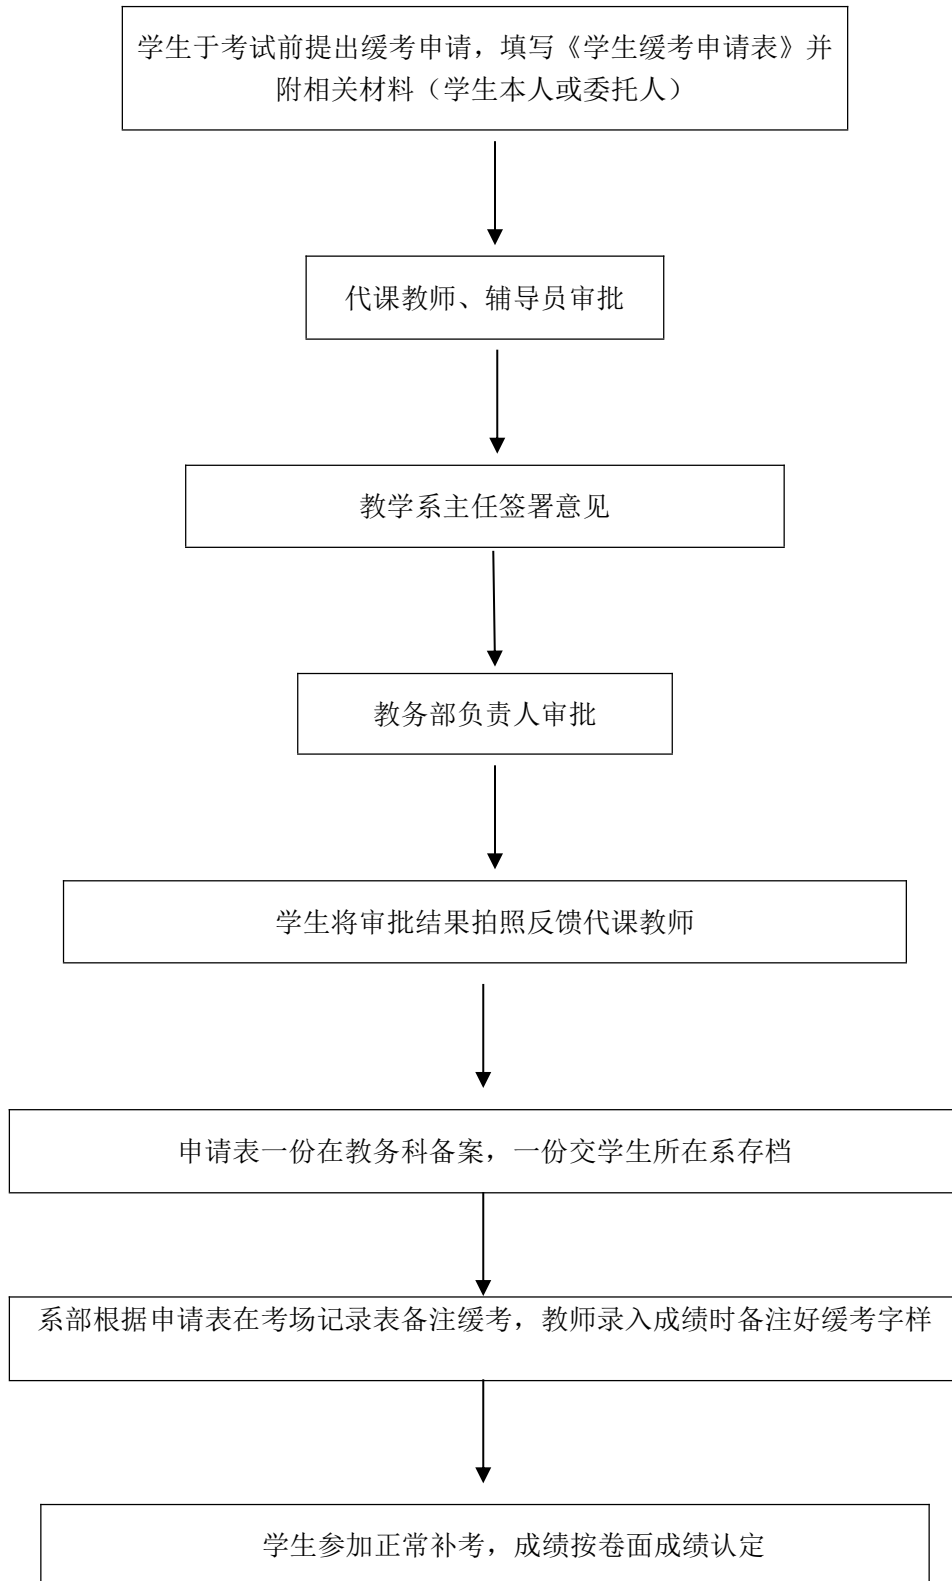 学生于考试前提出缓考申请，填写《学生缓考申请表》并
附相关材料（学生本人或委托人）
代课教师、辅导员审批
教学系主任签署意见
教务部负责人审批
学生将审批结果拍照反馈代课教师
申请表一份在教务科备案，一份交学生所在系存档
系部根据申请表在考场记录表备注缓考，教师录入成绩时备注好缓考字样
学生参加正常补考，成绩按卷面成绩认定